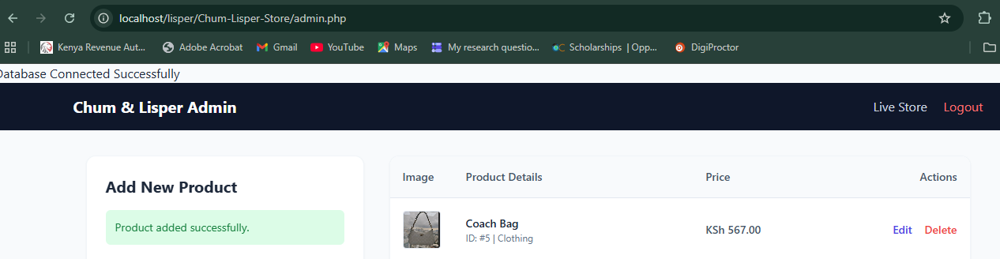 localhost/lisper/Chum-Lisper-Store/admin.php
Kenya Revenue Aut... Adobe Acrobat Gmail YouTube Maps My research questio... Scholarships | Opp... DigiProctor
Database Connected Successfully
Chum & Lisper Admin Live Store Logout
Add New Product
Product added successfully.
Image Product Details Price Actions
Coach Bag
ID: #5 | Clothing
KSh 567.00
Edit Delete